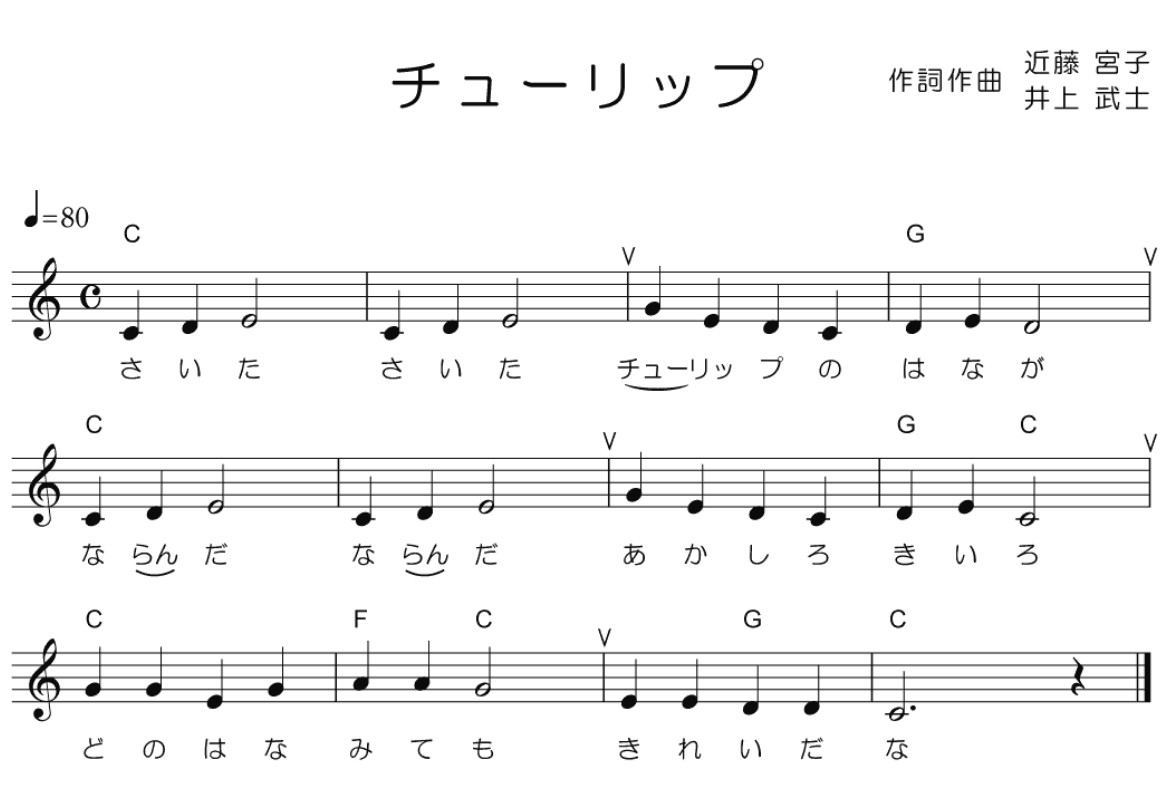 チューリップ
作詞作曲 近藤 宮子
井上 武士
♩=80
C G
さ い た さ い た チューリッ プ の は な が
C G C
な らん だ な らん だ あ か し ろ き い ろ
C F C G C
ど の は な み て も き れ い だ な